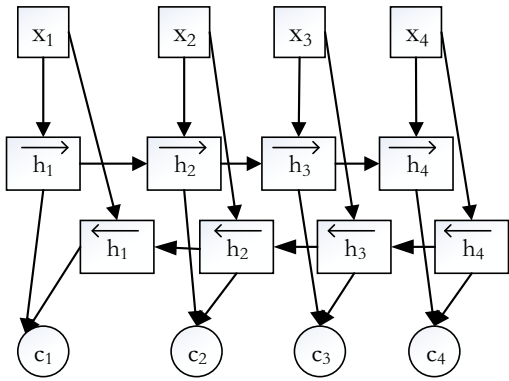 x₁ x₂ x₃ x₄
→h₁ →h₂ →h₃ →h₄
←h₁ ←h₂ ←h₃ ←h₄
c₁ c₂ c₃ c₄